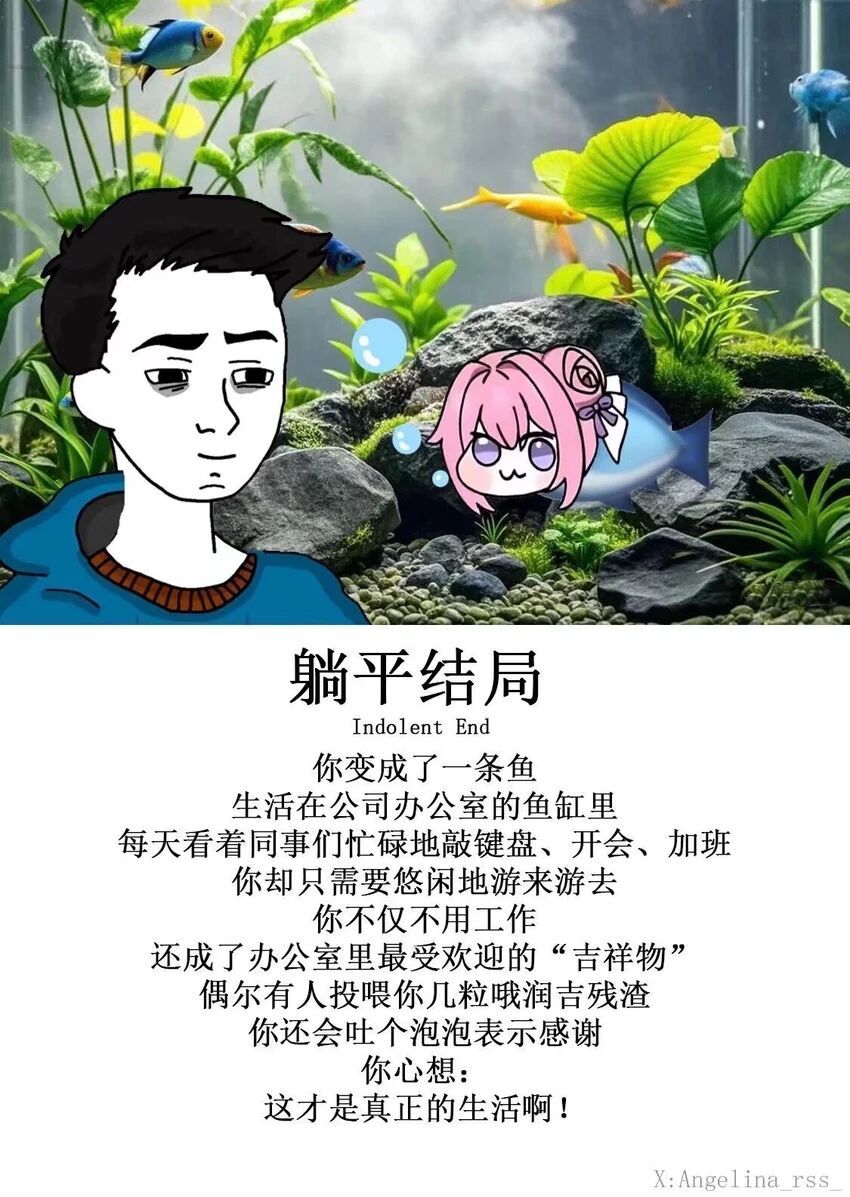 躺平结局
Indolent End
你变成了一条鱼
生活在公司办公室的鱼缸里
每天看着同事们忙碌地敲键盘、开会、加班
你却只需要悠闲地游来游去
你不仅不用工作
还成了办公室里最受欢迎的“吉祥物”
偶尔有人投喂你几粒哦润吉残渣
你还会吐个泡泡表示感谢
你心想：
这才是真正的生活啊！
X:Angelina_rss_